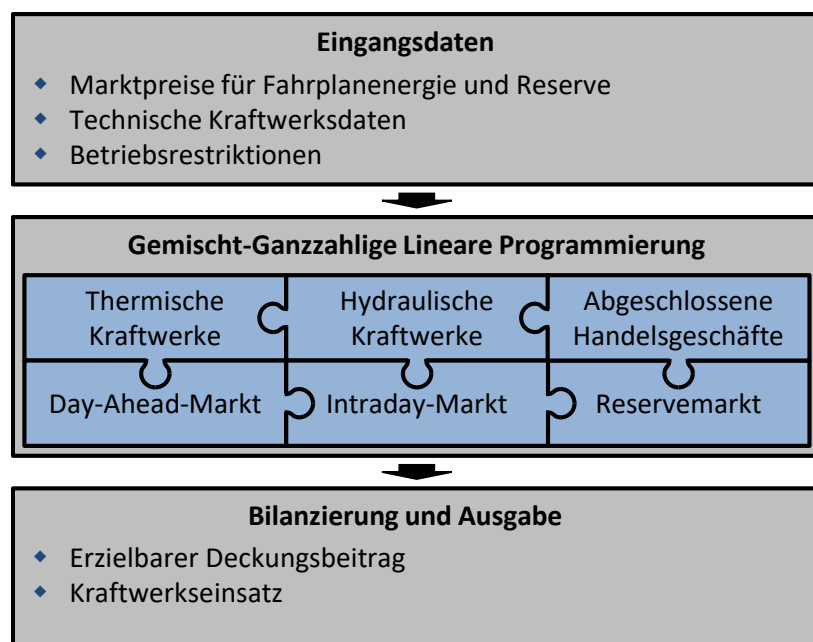 Eingangsdaten
Marktpreise für Fahrplanenergie und Reserve
Technische Kraftwerksdaten
Betriebsrestriktionen
Gemischt-Ganzzahlige Lineare Programmierung
Thermische
Kraftwerke
Hydraulische
Kraftwerke
Abgeschlossene
Handelsgeschäfte
Day-Ahead-Markt
Intraday-Markt
Reservemarkt
Bilanzierung und Ausgabe
Erzielbarer Deckungsbeitrag
Kraftwerkseinsatz